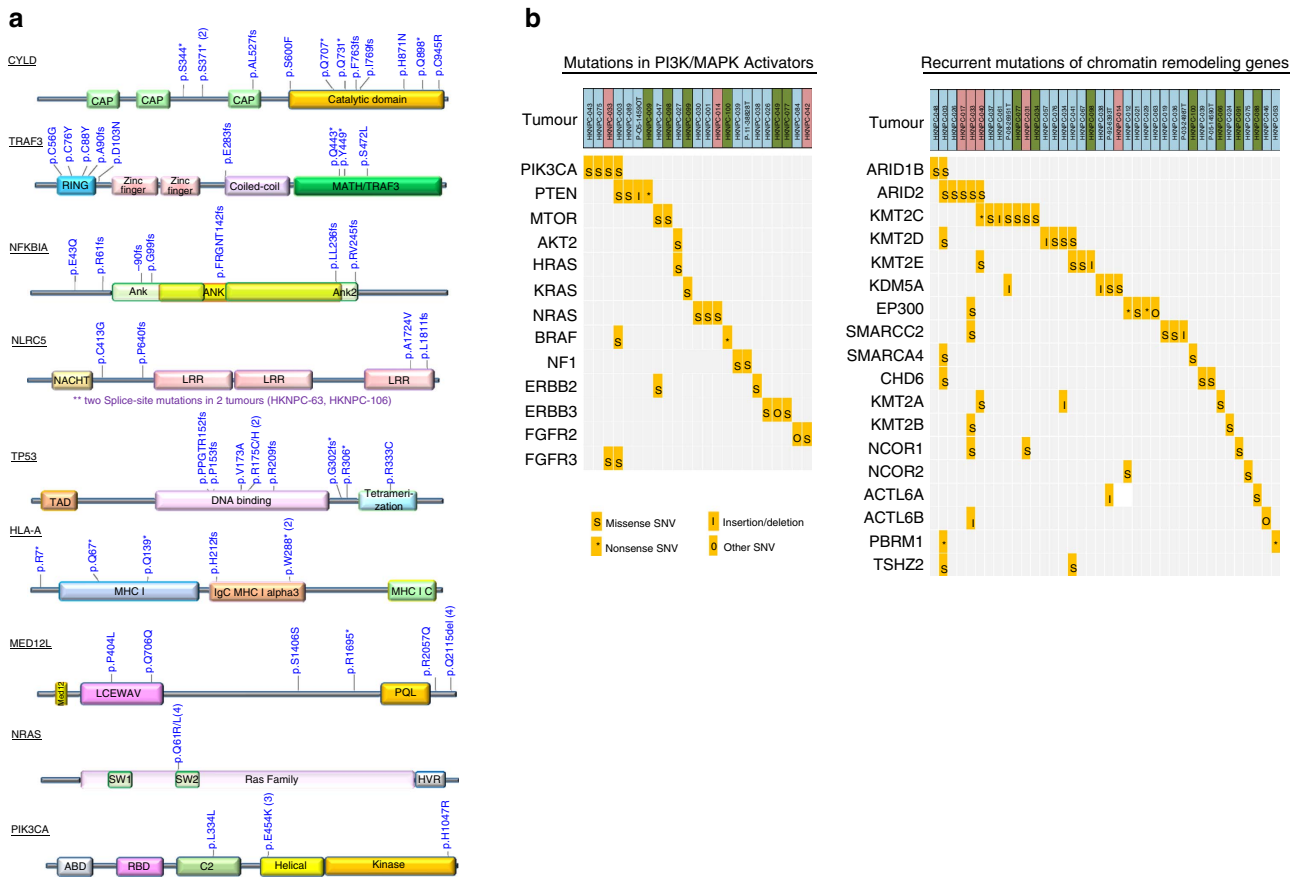 a
CYLD
p.S344*
p.S371* (2)
p.AL527fs
p.S600F
p.Q707*
p.Q731*
p.F763fs
p.I769fs
p.H871N
p.Q898*
p.C945R
CAP
CAP
CAP
Catalytic domain
TRAF3
p.C56G
p.C76Y
p.C88Y
p.A90fs
p.D103N
p.E283fs
p.Q443*
p.Y449*
p.S472L
RING
Zinc finger
Zinc finger
Coiled-coil
MATH/TRAF3
NFKBIA
p.E43Q
p.R61fs
–90fs
p.G99fs
p.FRGNT142fs
p.LL236fs
p.RV245fs
Ank
ANK
Ank2
NLRC5
p.C413G
p.P640fs
p.A1724V
p.L1811fs
NACHT
LRR
LRR
LRR
** two Splice-site mutations in 2 tumours (HKNPC-63, HKNPC-106)
TP53
p.PPGTR152fs
p.P153fs
p.V173A
p.R175C/H (2)
p.R209fs
p.G302fs*
p.R306*
p.R333C
TAD
DNA binding
Tetrameri-
zation
HLA-A
p.R7*
p.Q67*
p.Q139*
p.H212fs
p.W288* (2)
MHC I
IgC MHC I alpha3
MHC I C
MED12L
p.P404L
p.Q706Q
p.S1406S
p.R1695*
p.R2057Q
p.Q2115del (4)
Med12
LCEWAV
PQL
NRAS
p.Q61R/L(4)
SW1
SW2
Ras Family
HVR
PIK3CA
p.L334L
p.E454K (3)
p.H1047R
ABD
RBD
C2
Helical
Kinase
b
Mutations in PI3K/MAPK Activators
Tumour
PIK3CA S S S S
PTEN S S I *
MTOR S S
AKT2 S
HRAS S
KRAS S
NRAS S S S
BRAF S *
NF1 S S
ERBB2 S S
ERBB3 S O S
FGFR2 O S
FGFR3 S S
S Missense SNV
I Insertion/deletion
* Nonsense SNV
0 Other SNV
Recurrent mutations of chromatin remodeling genes
Tumour
ARID1B S S
ARID2 S S S S S
KMT2C * S I S S S S
KMT2D S I S S S
KMT2E S S S I
KDM5A I I S S
EP300 S * S * O
SMARCC2 S S S I
SMARCA4 S S
CHD6 S S S
KMT2A S I S
KMT2B S S
NCOR1 S S S
NCOR2 S S
ACTL6A I S
ACTL6B I O
PBRM1 * *
TSHZ2 S S